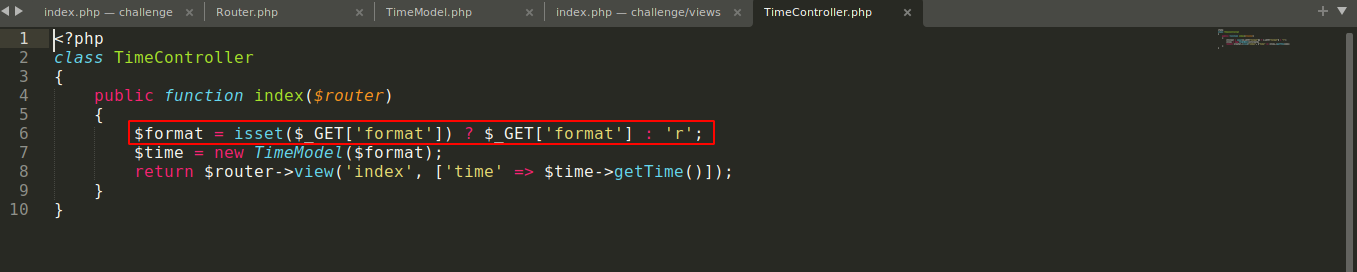 index.php — challenge × Router.php × TimeModel.php × index.php — challenge/views × TimeController.php ×
1 <?php
2 class TimeController
3 {
4 public function index($router)
5 {
6 $format = isset($_GET['format']) ? $_GET['format'] : 'r';
7 $time = new TimeModel($format);
8 return $router->view('index', ['time' => $time->getTime()]);
9 }
10 }